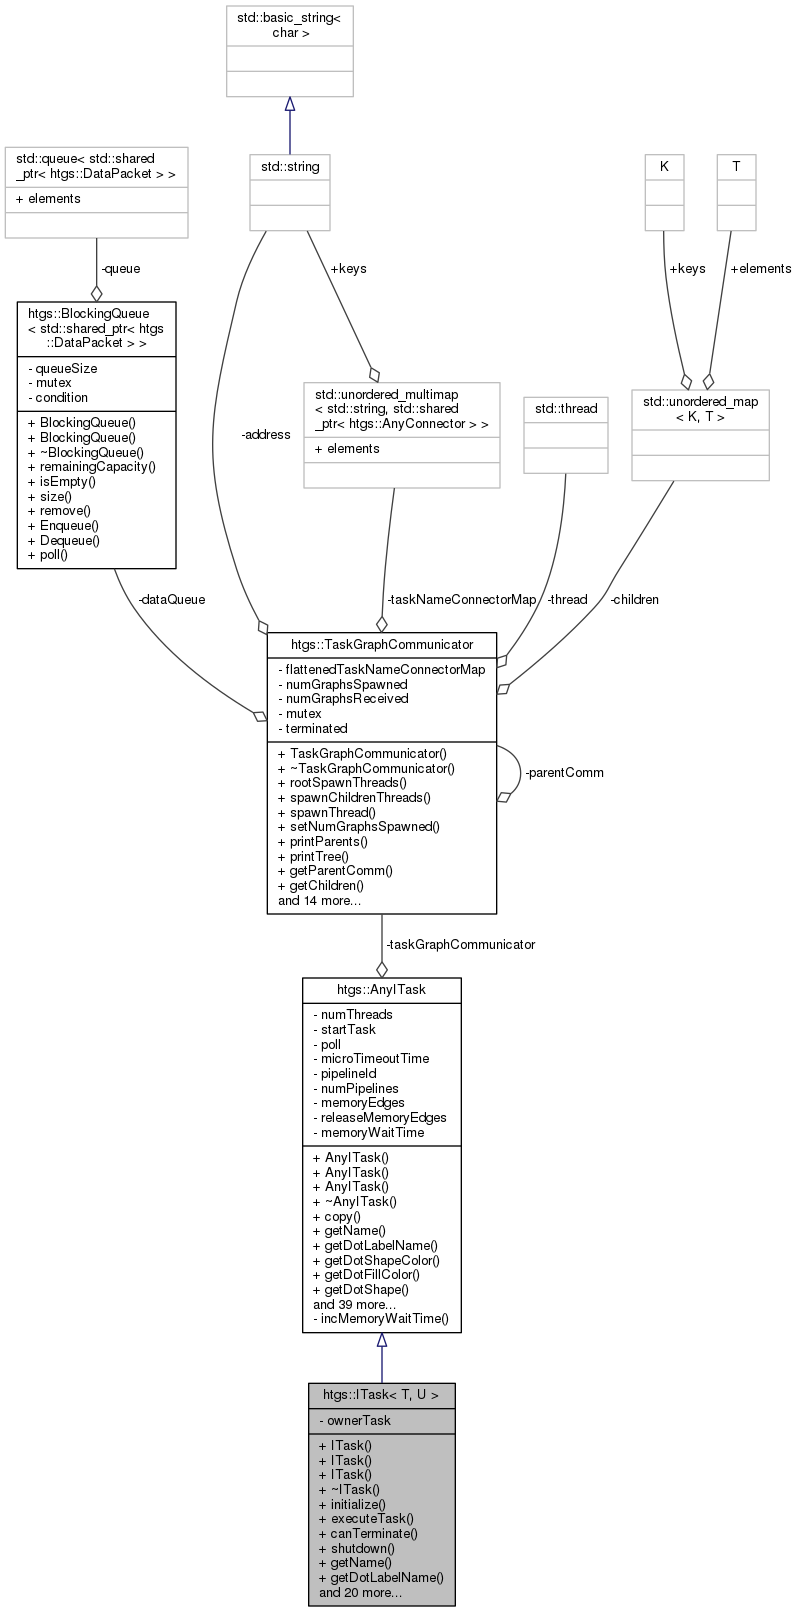 std::basic_string<
char >
std::queue< std::shared
_ptr< htgs::DataPacket > >
+ elements
std::string
K
T
-queue
+keys
+keys
+elements
htgs::BlockingQueue
< std::shared_ptr< htgs
::DataPacket > >
- queueSize
- mutex
- condition
+ BlockingQueue()
+ BlockingQueue()
+ ~BlockingQueue()
+ remainingCapacity()
+ isEmpty()
+ size()
+ remove()
+ Enqueue()
+ Dequeue()
+ poll()
-address
std::unordered_multimap
< std::string, std::shared
_ptr< htgs::AnyConnector > >
+ elements
std::thread
std::unordered_map
< K, T >
-dataQueue
-taskNameConnectorMap
-thread
-children
htgs::TaskGraphCommunicator
- flattenedTaskNameConnectorMap
- numGraphsSpawned
- numGraphsReceived
- mutex
- terminated
+ TaskGraphCommunicator()
+ ~TaskGraphCommunicator()
+ rootSpawnThreads()
+ spawnChildrenThreads()
+ spawnThread()
+ setNumGraphsSpawned()
+ printParents()
+ printTree()
+ getParentComm()
+ getChildren()
and 14 more...
-parentComm
-taskGraphCommunicator
htgs::AnyITask
- numThreads
- startTask
- poll
- microTimeoutTime
- pipelineId
- numPipelines
- memoryEdges
- releaseMemoryEdges
- memoryWaitTime
+ AnyITask()
+ AnyITask()
+ AnyITask()
+ ~AnyITask()
+ copy()
+ getName()
+ getDotLabelName()
+ getDotShapeColor()
+ getDotFillColor()
+ getDotShape()
and 39 more...
- incMemoryWaitTime()
htgs::ITask< T, U >
- ownerTask
+ ITask()
+ ITask()
+ ITask()
+ ~ITask()
+ initialize()
+ executeTask()
+ canTerminate()
+ shutdown()
+ getName()
+ getDotLabelName()
and 20 more...